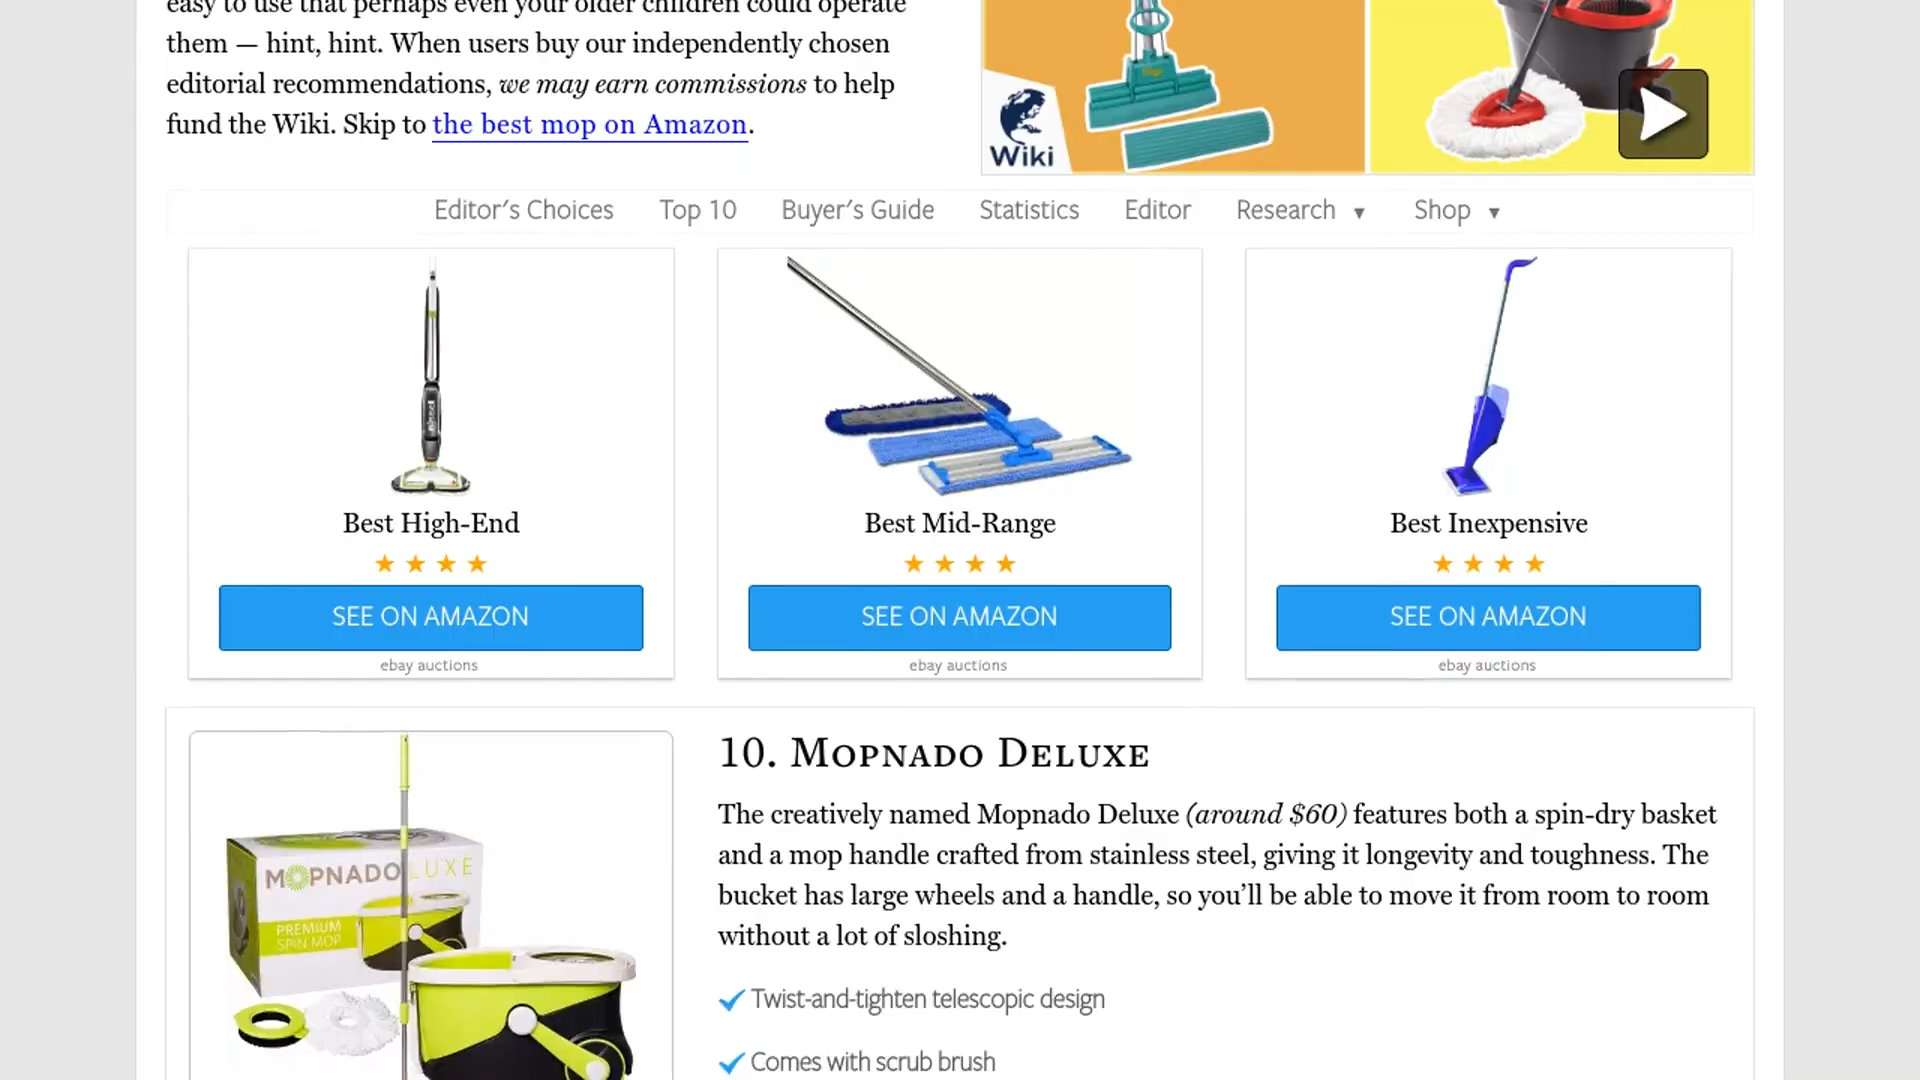 easy to use that perhaps even your older children could operate
them — hint, hint. When users buy our independently chosen
editorial recommendations, we may earn commissions to help
fund the Wiki. Skip to the best mop on Amazon.
Wiki
Editor's Choices Top 10 Buyer's Guide Statistics Editor Research ▼ Shop ▼
Best High-End
★ ★ ★ ★
SEE ON AMAZON
ebay auctions
Best Mid-Range
★ ★ ★ ★
SEE ON AMAZON
ebay auctions
Best Inexpensive
★ ★ ★ ★
SEE ON AMAZON
ebay auctions
MOPNADO LUXE
PREMIUM
SPIN MOP
10. Mopnado Deluxe
The creatively named Mopnado Deluxe (around $60) features both a spin-dry basket
and a mop handle crafted from stainless steel, giving it longevity and toughness. The
bucket has large wheels and a handle, so you’ll be able to move it from room to room
without a lot of sloshing.
Twist-and-tighten telescopic design
Comes with scrub brush